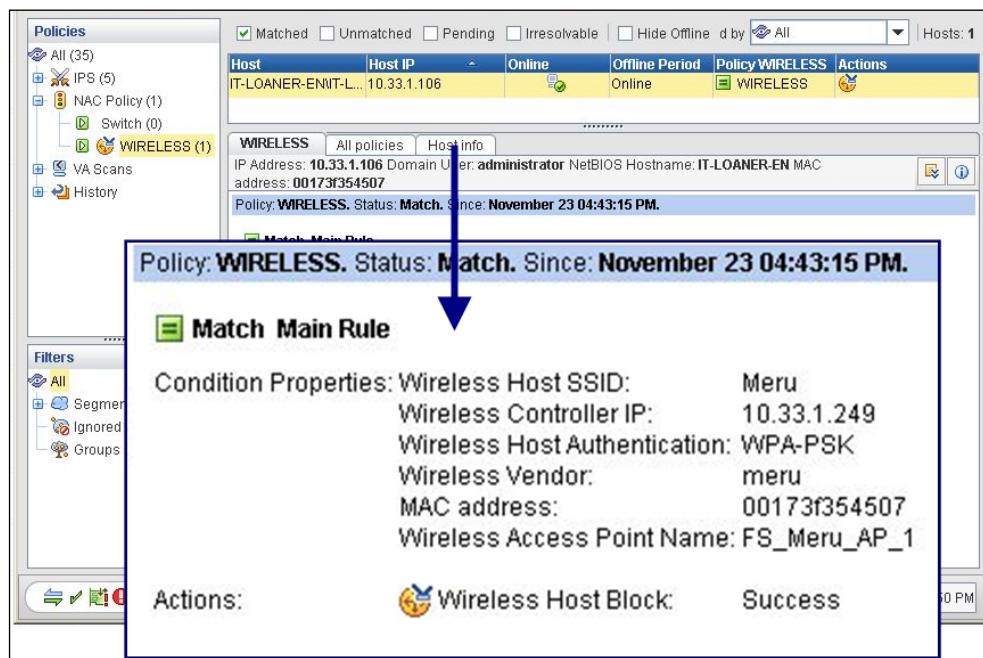 Policies
All (35)
IPS (5)
NAC Policy (1)
Switch (0)
WIRELESS (1)
VA Scans
History
Matched Unmatched Pending Irresolvable Hide Offline d by All Hosts: 1
Host Host IP Online Offline Period Policy WIRELESS Actions
IT-LOANER-EN\IT-L... 10.33.1.106 Online WIRELESS
WIRELESS All policies Host info
IP Address: 10.33.1.106 Domain User: administrator NetBIOS Hostname: IT-LOANER-EN MAC
address: 00173f354507
Policy: WIRELESS. Status: Match. Since: November 23 04:43:15 PM.
Match Main Rule
Policy: WIRELESS. Status: Match. Since: November 23 04:43:15 PM.
Match Main Rule
Condition Properties: Wireless Host SSID: Meru
Wireless Controller IP: 10.33.1.249
Wireless Host Authentication: WPA-PSK
Wireless Vendor: meru
MAC address: 00173f354507
Wireless Access Point Name: FS_Meru_AP_1
Actions: Wireless Host Block: Success
Filters
All
Segmen
Ignored
Groups
0 PM